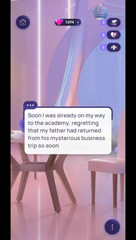 Soon I was already on my way
to the academy, regretting
that my father had returned
from his mysterious business
trip so soon